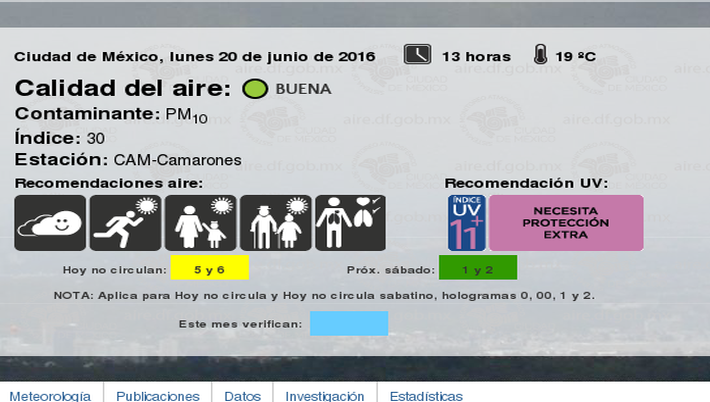 Ciudad de México, lunes 20 de junio de 2016 13 horas 19 ºC
Calidad del aire: BUENA
Contaminante: PM10
Índice: 30
Estación: CAM-Camarones
Recomendaciones aire: Recomendación UV:
ÍNDICE
UV
11+
NECESITA
PROTECCIÓN
EXTRA
Hoy no circulan: 5 y 6 Próx. sábado: 1 y 2
NOTA: Aplica para Hoy no circula y Hoy no circula sabatino, hologramas 0, 00, 1 y 2.
Este mes verifican:
Meteorología Publicaciones Datos Investigación Estadísticas
aire.df.gob.mx